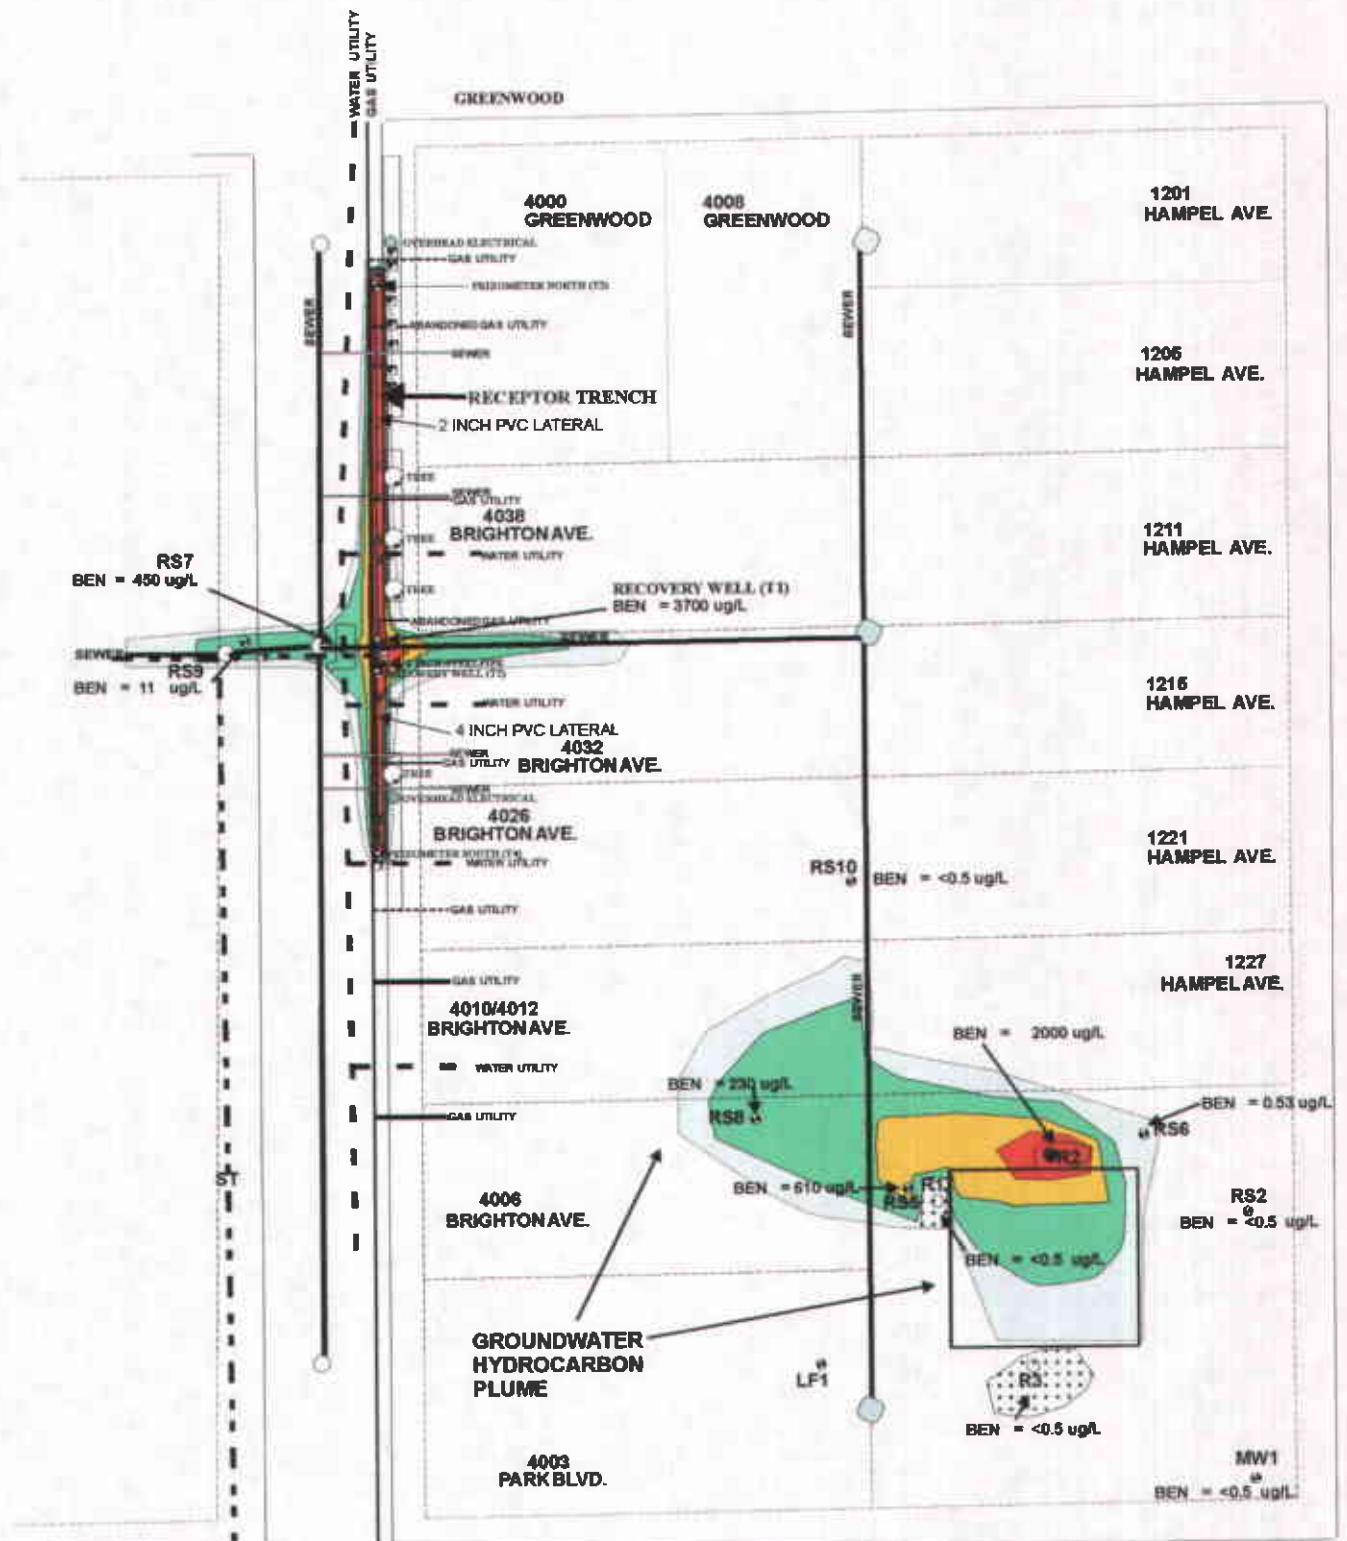 WATER UTILITY
GAS UTILITY
GREENWOOD
4000
GREENWOOD
4008
GREENWOOD
1201
HAMPEL AVE.
OVERHEAD ELECTRICAL
GAS UTILITY
SEWER
SEWER
ABANDONED GAS UTILITY
SEWER
1205
HAMPEL AVE.
RECEPTOR TRENCH
2 INCH PVC LATERAL
TREE
SEWER
GAS UTILITY
4038
BRIGHTON AVE.
TREE
WATER UTILITY
1211
HAMPEL AVE.
RS7
BEN = 450 ug/L
TREE
RECOVERY WELL (T1)
BEN = 3700 ug/L
ABANDONED GAS UTILITY
SEWER
SEWER
RS9
BEN = 11 ug/L
WATER UTILITY
1215
HAMPEL AVE.
4 INCH PVC LATERAL
SEWER
GAS UTILITY
4032
BRIGHTON AVE.
TREE
SEWER
OVERHEAD ELECTRICAL
4026
BRIGHTON AVE.
WATER UTILITY
1221
HAMPEL AVE.
RS10
BEN = <0.5 ug/L
GAS UTILITY
1227
HAMPEL AVE.
GAS UTILITY
SEWER
4010/4012
BRIGHTON AVE.
BEN = 2000 ug/L
WATER UTILITY
BEN = 230 ug/L
RS8
GAS UTILITY
BEN = 0.53 ug/L
RS6
R2
ST
BEN = 610 ug/L
R1
4006
BRIGHTON AVE.
RS2
BEN = <0.5 ug/L
BEN = <0.5 ug/L
GROUNDWATER
HYDROCARBON
PLUME
LF1
R3
BEN = <0.5 ug/L
4003
PARK BLVD.
MW1
BEN = <0.5 ug/L